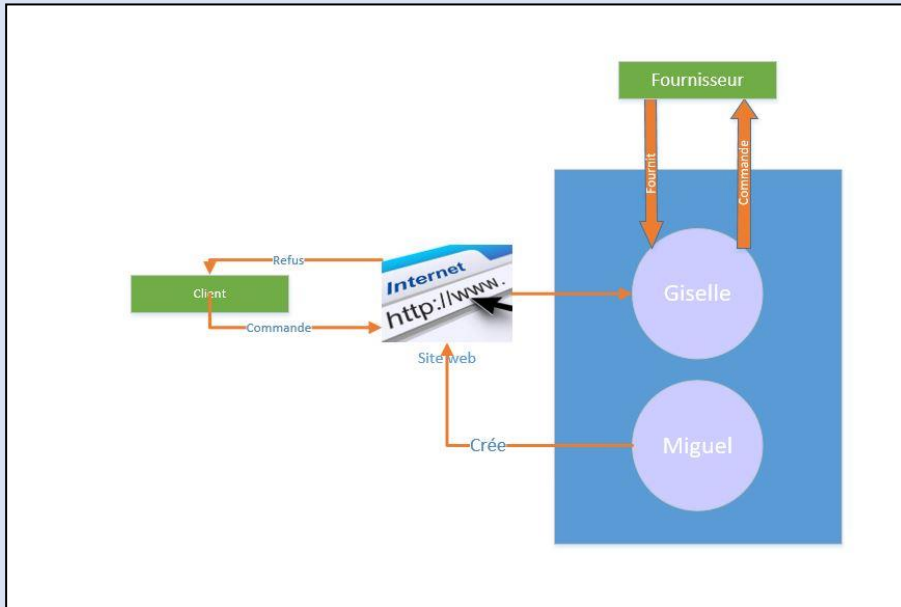 Fournisseur
Fournit
Commande
Refus
Client
Commande
Internet
http://www.
Site web
Giselle
Crée
Miguel